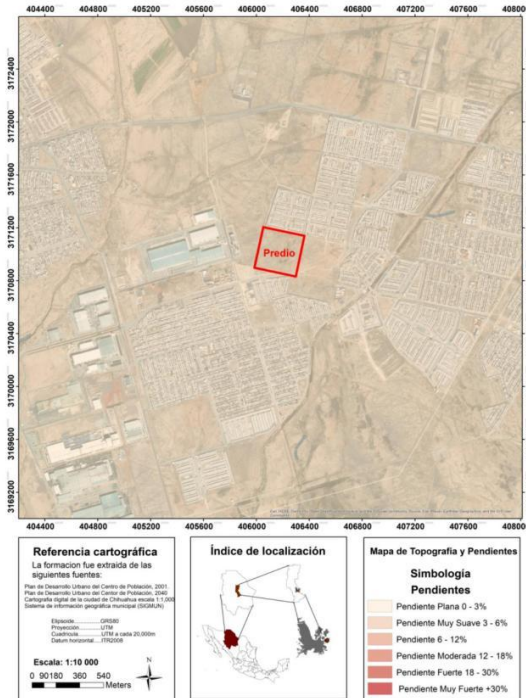 404400 404800 405200 405600 406000 406400 406800 407200 407600 40800
3172400
3172000
3171600
3171200
3170800
3170400
3170000
3169600
3169200
Predio
404400 404800 405200 405600 406000 406400 406800 407200 407600 40800
Referencia cartográfica
La formacion fue extraida de las
siguientes fuentes:
Plan de Desarrollo Urbano del Centro de Población, 2001.
Plan de Desarrollo Urbano del Centor de Población, 2040
Cartografía digital de la ciudad de Chihuahua escala 1:1,000
Sistema de información geográfica municipal (SIGMUN)
Elipsoide..............GRS80
Proyección............UTM
Cuadrícula............UTM a cada 20,000m
Datum horizontal....ITR2008
Escala: 1:10 000
0 90180 360 540
Meters
N
Índice de localización
Mapa de Topografia y Pendientes
Simbología
Pendientes
Pendiente Plana 0 - 3%
Pendiente Muy Suave 3 - 6%
Pendiente 6 - 12%
Pendiente Moderada 12 - 18%
Pendiente Fuerte 18 - 30%
Pendiente Muy Fuerte +30%